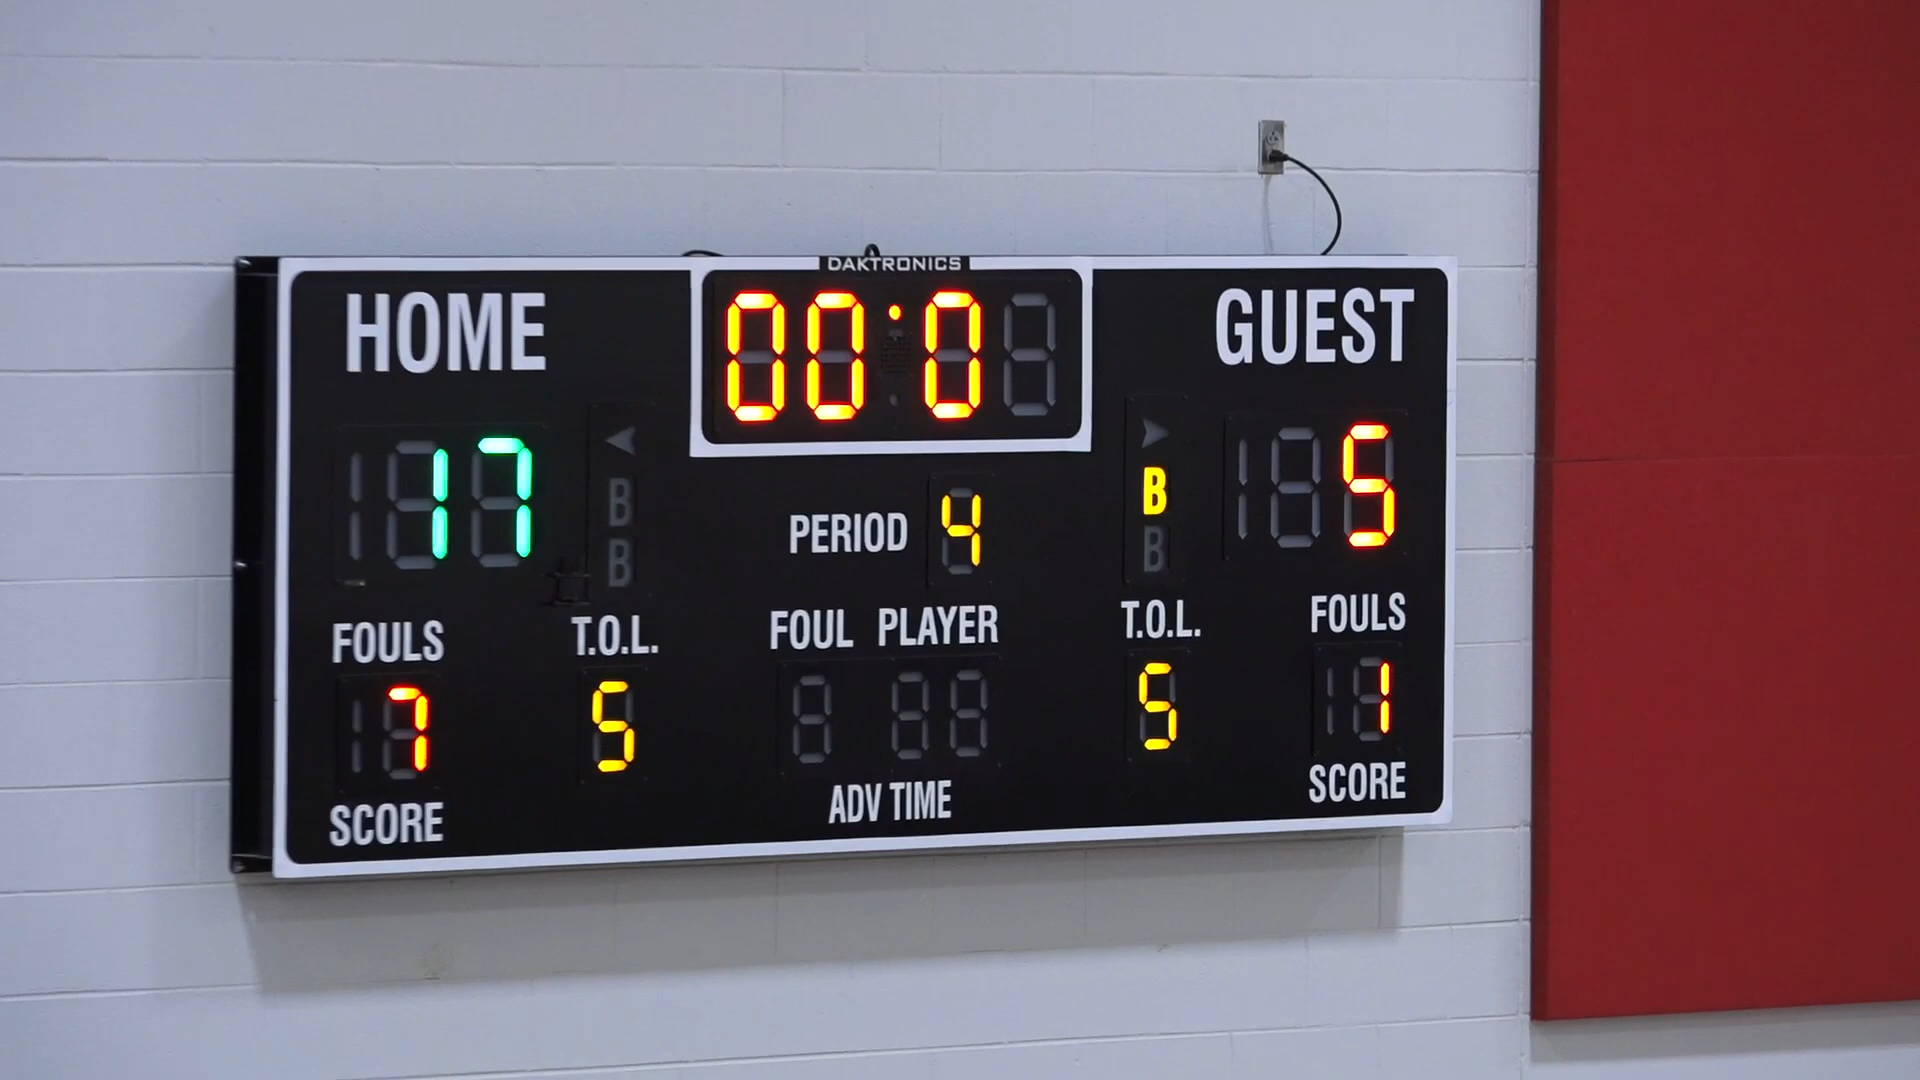 DAKTRONICS
HOME 00:0 GUEST
17 B 5
PERIOD 4
B B
FOULS T.O.L. FOUL PLAYER T.O.L. FOULS
7 5 5 1
SCORE ADV TIME SCORE